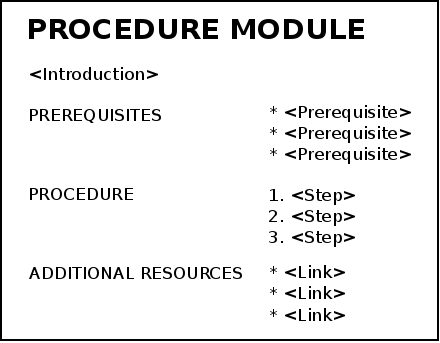 PROCEDURE MODULE
<Introduction>
PREREQUISITES * <Prerequisite>
* <Prerequisite>
* <Prerequisite>
PROCEDURE 1. <Step>
2. <Step>
3. <Step>
ADDITIONAL RESOURCES * <Link>
* <Link>
* <Link>